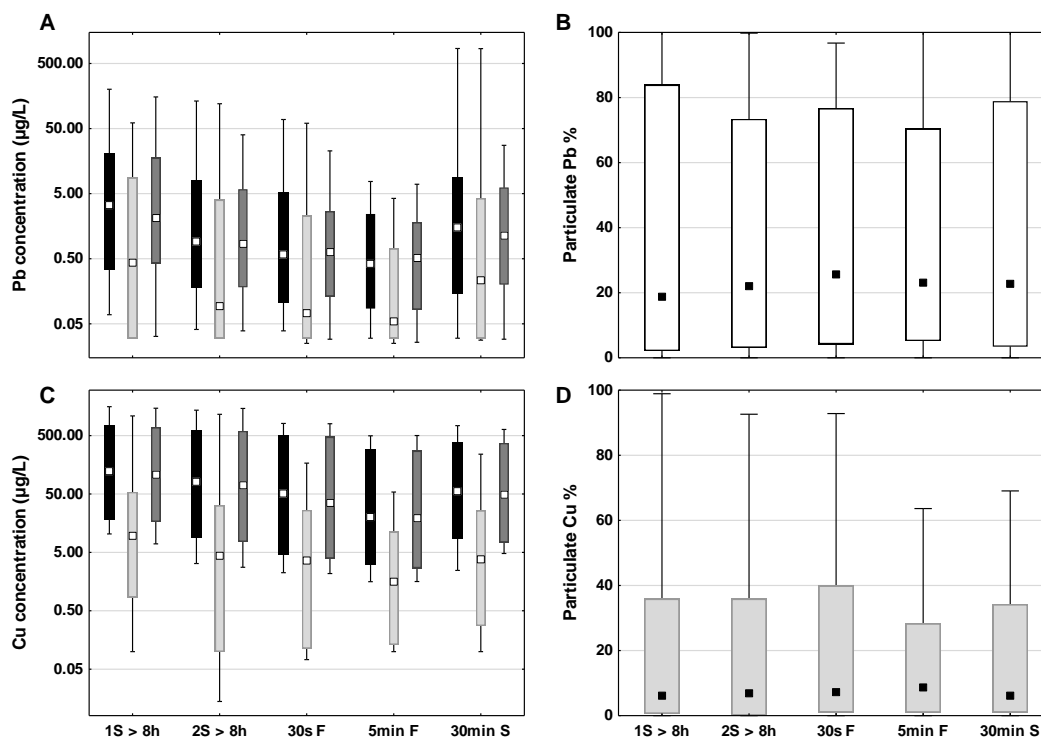 A
Pb concentration (µg/L)
500.00
50.00
5.00
0.50
0.05
B
Particulate Pb %
100
80
60
40
20
0
C
Cu concentration (µg/L)
500.00
50.00
5.00
0.50
0.05
1S > 8h 2S > 8h 30s F 5min F 30min S
D
Particulate Cu %
100
80
60
40
20
0
1S > 8h 2S > 8h 30s F 5min F 30min S